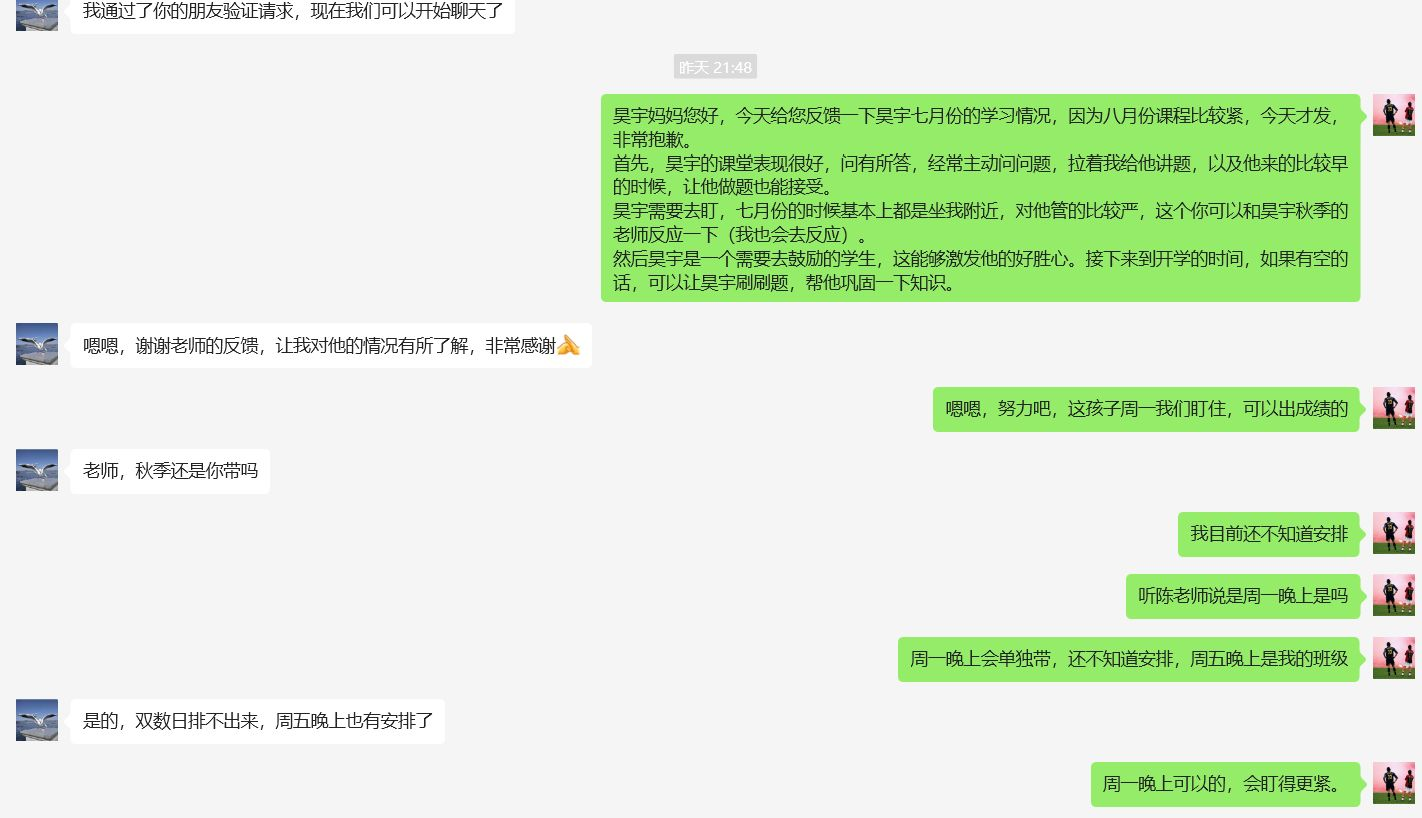 我通过了你的朋友验证请求，现在我们可以开始聊天了
昨天 21:48
昊宇妈妈您好，今天给您反馈一下昊宇七月份的学习情况，因为八月份课程比较紧，今天才发，
非常抱歉。
首先，昊宇的课堂表现很好，问有所答，经常主动问问题，拉着我给他讲题，以及他来的比较早
的时候，让他做题也能接受。
昊宇需要去盯，七月份的时候基本上都是坐我附近，对他管的比较严，这个你可以和昊宇秋季的
老师反应一下（我也会去反应）。
然后昊宇是一个需要去鼓励的学生，这能够激发他的好胜心。接下来到开学的时间，如果有空的
话，可以让昊宇刷刷题，帮他巩固一下知识。
嗯嗯，谢谢老师的反馈，让我对他的情况有所了解，非常感谢🙏
嗯嗯，努力吧，这孩子周一我们盯住，可以出成绩的
老师，秋季还是你带吗
我目前还不知道安排
听陈老师说是周一晚上是吗
周一晚上会单独带，还不知道安排，周五晚上是我的班级
是的，双数日排不出来，周五晚上也有安排了
周一晚上可以的，会盯得更紧。